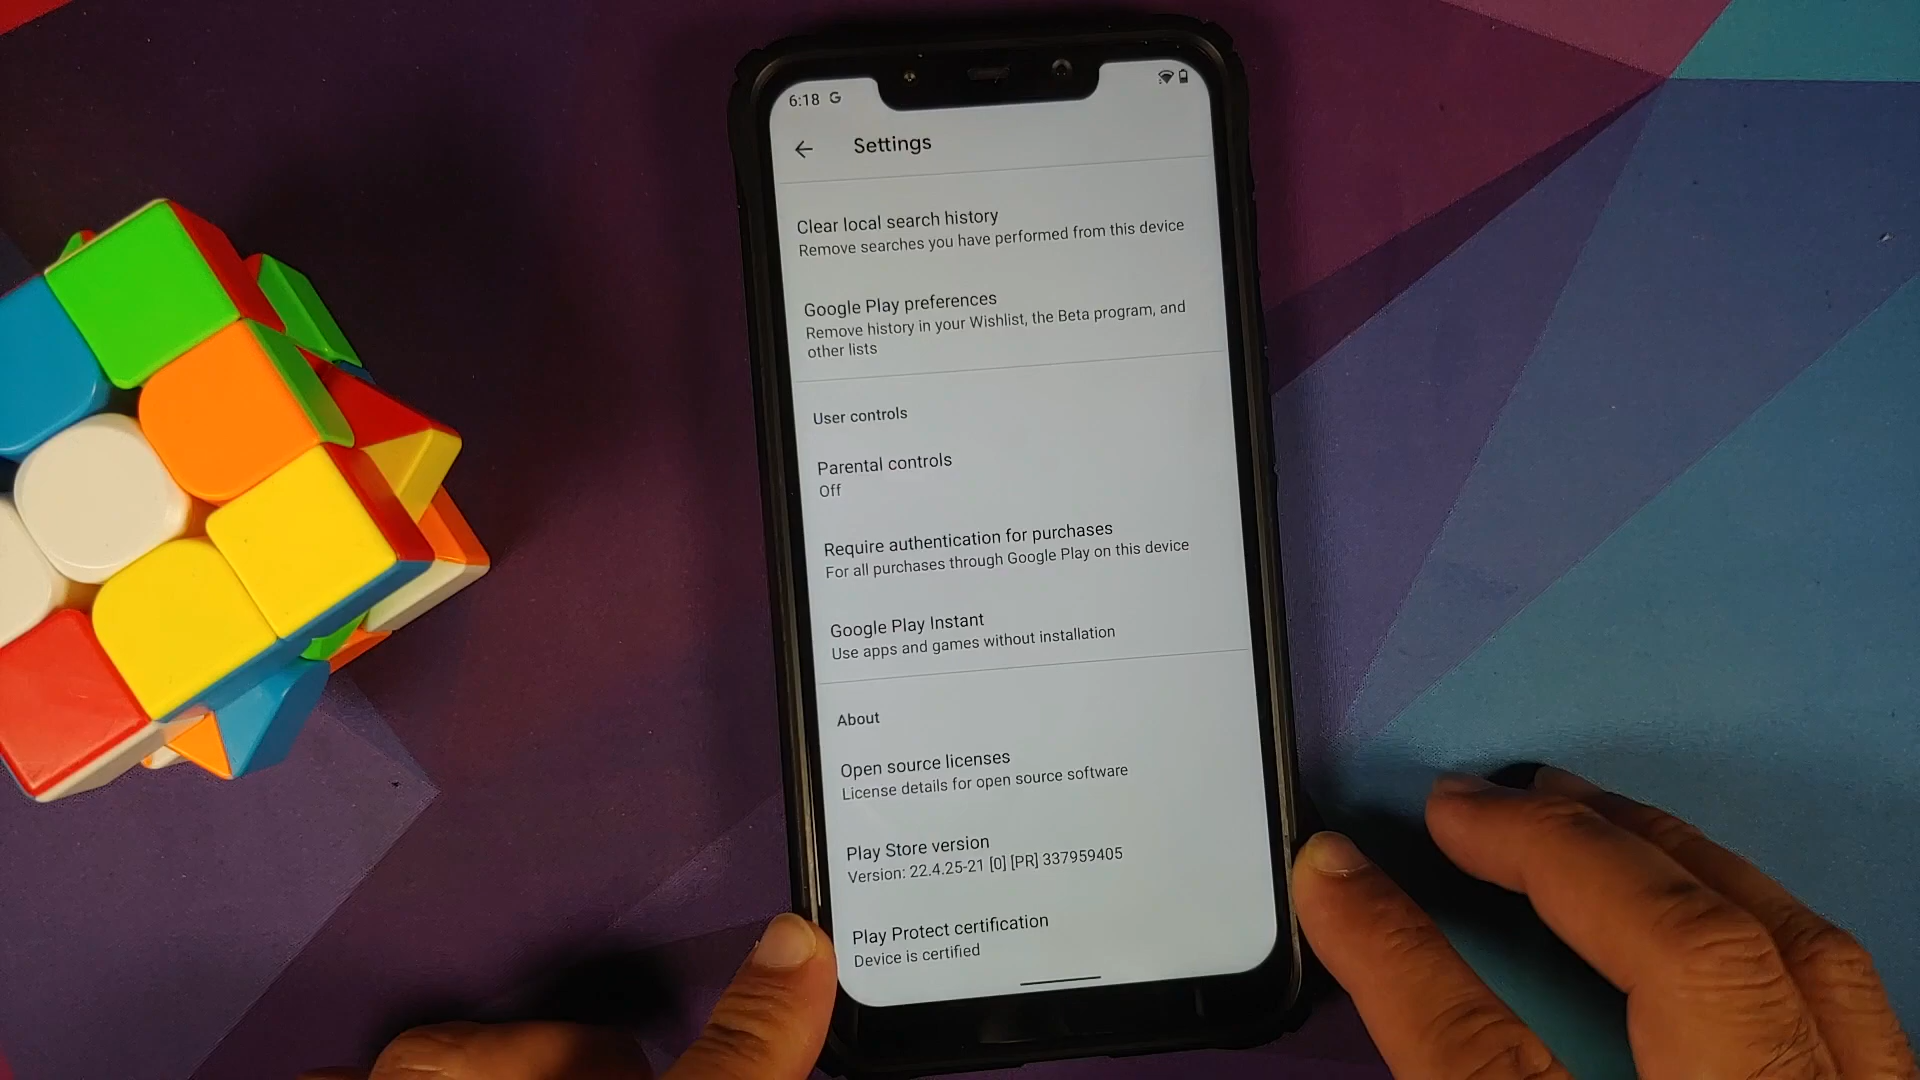 6:18 G
Settings
Clear local search history
Remove searches you have performed from this device
Google Play preferences
Remove history in your Wishlist, the Beta program, and
other lists
User controls
Parental controls
Off
Require authentication for purchases
For all purchases through Google Play on this device
Google Play Instant
Use apps and games without installation
About
Open source licenses
License details for open source software
Play Store version
Version: 22.4.25-21 [0] [PR] 337959405
Play Protect certification
Device is certified